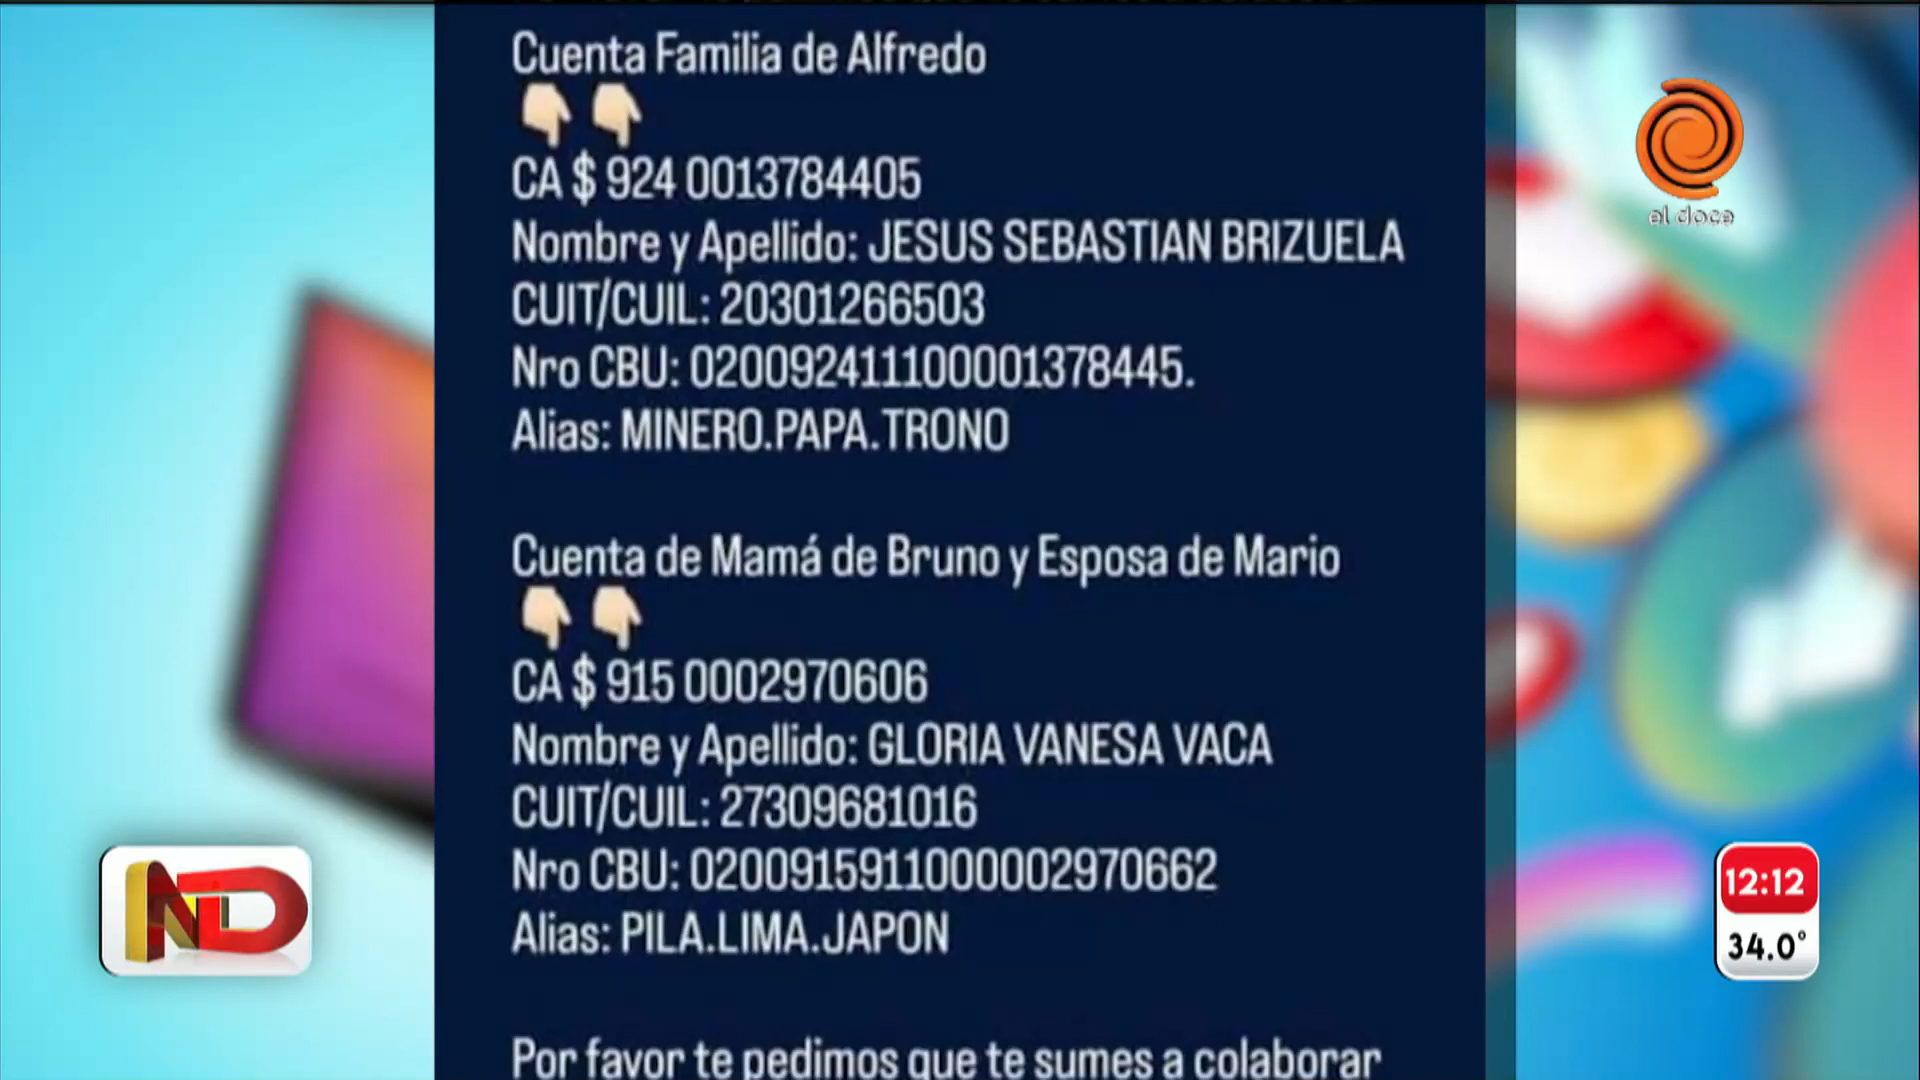 Cuenta Familia de Alfredo
CA $ 924 0013784405
Nombre y Apellido: JESUS SEBASTIAN BRIZUELA
CUIT/CUIL: 20301266503
Nro CBU: 0200924111000001378445.
Alias: MINERO.PAPA.TRONO
Cuenta de Mamá de Bruno y Esposa de Mario
CA $ 915 0002970606
Nombre y Apellido: GLORIA VANESA VACA
CUIT/CUIL: 27309681016
Nro CBU: 0200915911000002970662
Alias: PILA.LIMA.JAPON
Por favor te pedimos que te sumes a colaborar
el doce
ND
12:12
34.0°